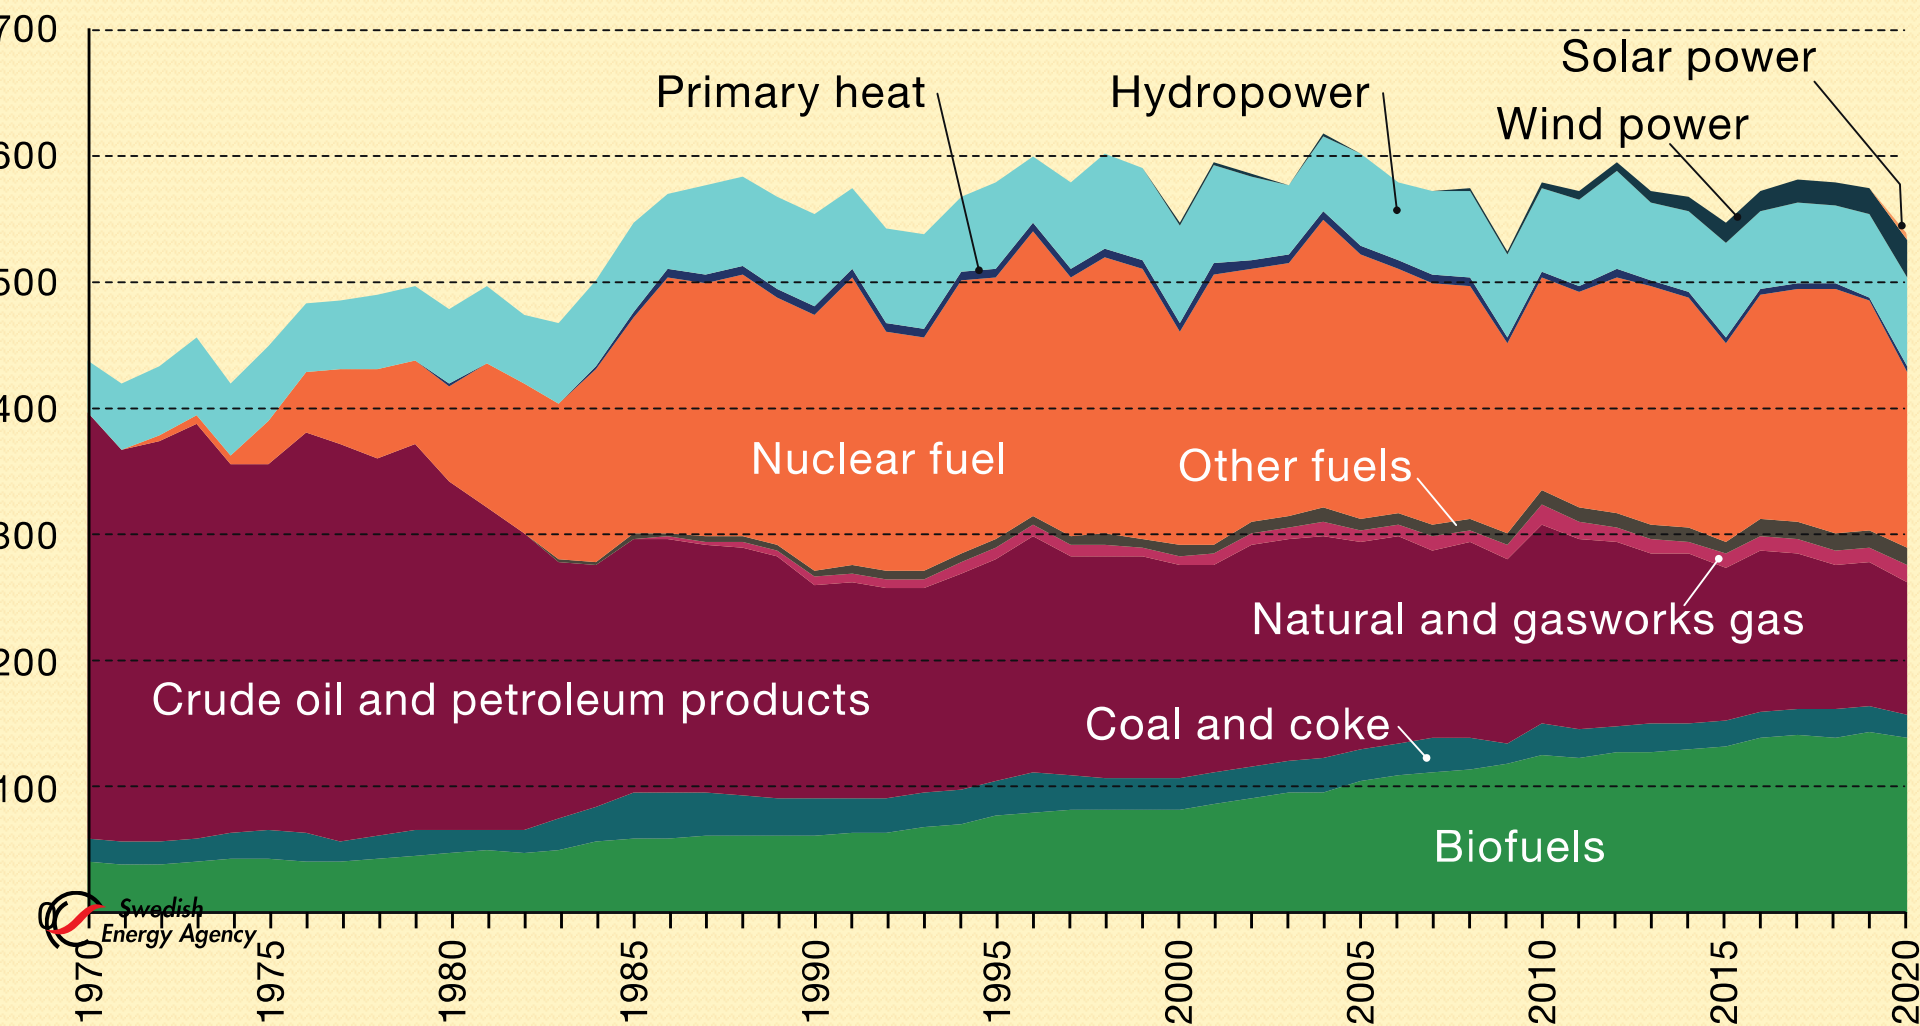 700
Solar power
Primary heat
Hydropower
Wind power
600
500
400
Nuclear fuel
Other fuels
300
Natural and gasworks gas
200
Crude oil and petroleum products
Coal and coke
100
Biofuels
0
Swedish
Energy Agency
1970
1975
1980
1985
1990
1995
2000
2005
2010
2015
2020